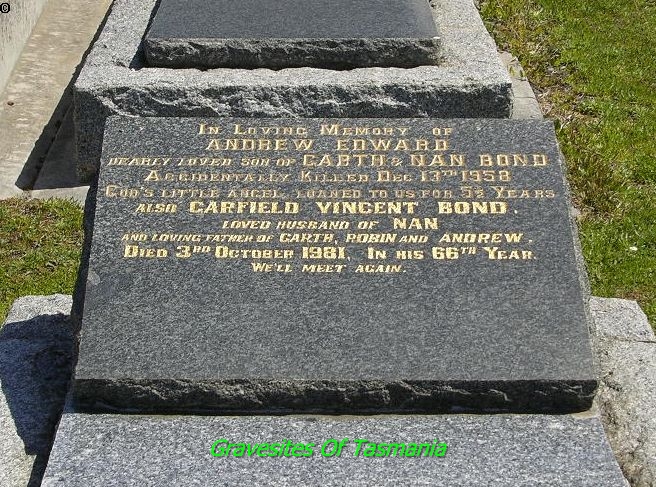 ©
In Loving Memory of
ANDREW EDWARD
DEARLY LOVED SON OF GARTH & NAN BOND
Accidentally Killed Dec 13TH 1958
God's little angel, loaned to us for 5½ Years
ALSO GARFIELD VINCENT BOND.
LOVED HUSBAND OF NAN
AND LOVING FATHER OF GARTH, ROBIN AND ANDREW.
Died 3RD October 1981. In his 66TH Year.
We'll meet again.
Gravesites Of Tasmania